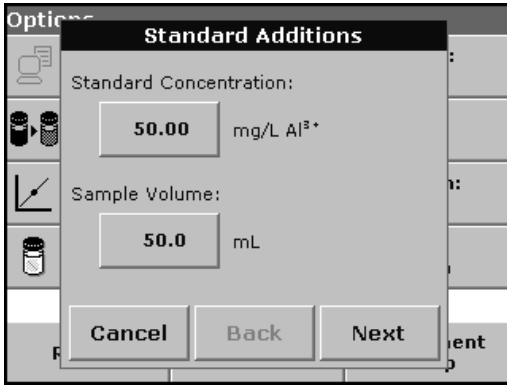 Standard Additions
Standard Concentration:
50.00 mg/L Al³⁺
Sample Volume:
50.0 mL
Cancel Back Next